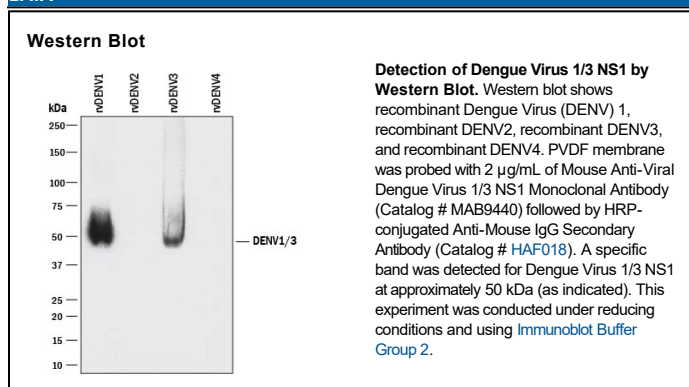 Western Blot
rvDENV1
rvDENV2
rvDENV3
rvDENV4
kDa
250
150
100
75
50
37
25
20
15
10
DENV1/3
Detection of Dengue Virus 1/3 NS1 by
Western Blot. Western blot shows
recombinant Dengue Virus (DENV) 1,
recombinant DENV2, recombinant DENV3,
and recombinant DENV4. PVDF membrane
was probed with 2 µg/mL of Mouse Anti-Viral
Dengue Virus 1/3 NS1 Monoclonal Antibody
(Catalog # MAB9440) followed by HRP-
conjugated Anti-Mouse IgG Secondary
Antibody (Catalog # HAF018). A specific
band was detected for Dengue Virus 1/3 NS1
at approximately 50 kDa (as indicated). This
experiment was conducted under reducing
conditions and using Immunoblot Buffer
Group 2.